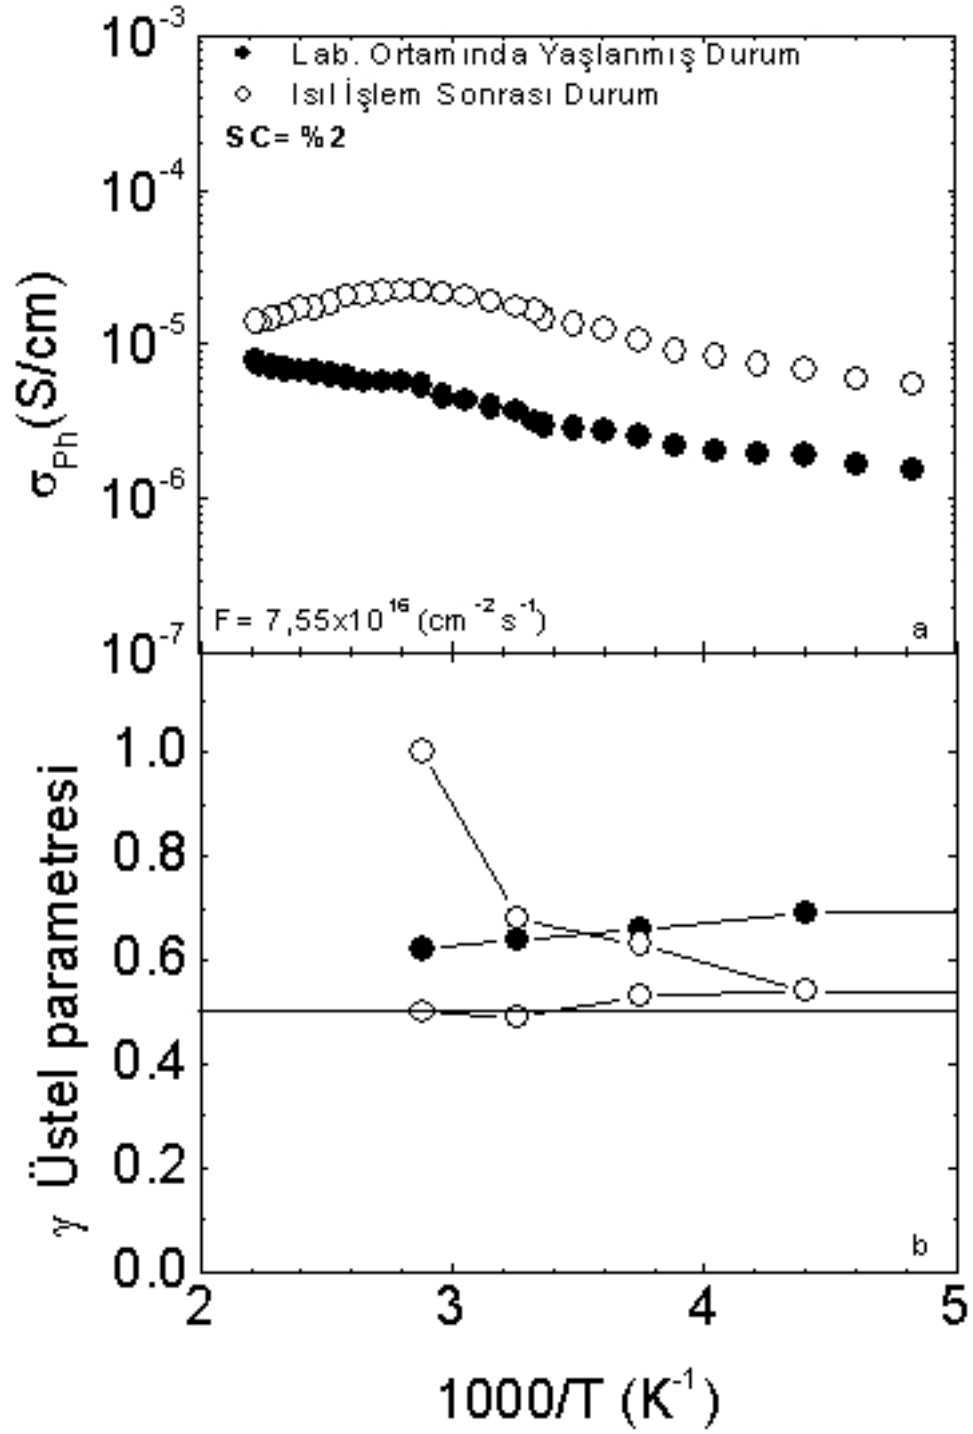 10-3
Lab. Ortamında Yaşlanmış Durum
Isıl İşlem Sonrası Durum
SC= %2
10-4
10-5
10-6
10-7
σPh(S/cm)
F = 7,55x10 16 (cm -2 s -1)
a
1.0
0.8
0.6
0.4
0.2
0.0
γ Üstel parametresi
b
2 3 4 5
1000/T (K-1)